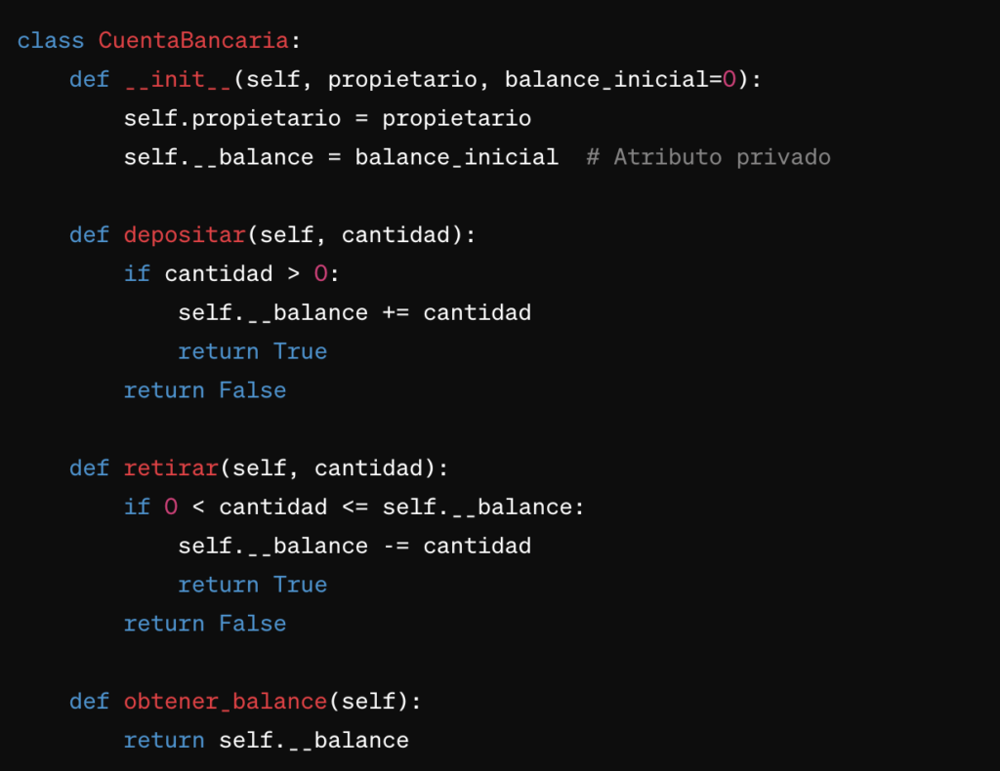 class CuentaBancaria:
    def __init__(self, propietario, balance_inicial=0):
        self.propietario = propietario
        self.__balance = balance_inicial  # Atributo privado

    def depositar(self, cantidad):
        if cantidad > 0:
            self.__balance += cantidad
            return True
        return False

    def retirar(self, cantidad):
        if 0 < cantidad <= self.__balance:
            self.__balance -= cantidad
            return True
        return False

    def obtener_balance(self):
        return self.__balance